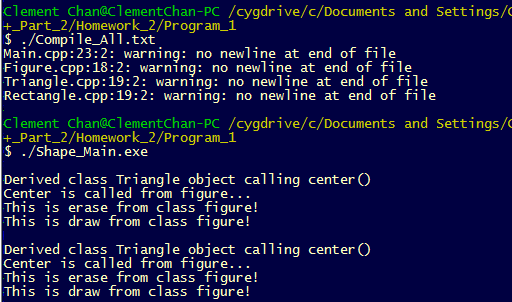 Clement Chan@ClementChan-PC /cygdrive/c/Documents and Settings/
+_Part_2/Homework_2/Program_1
$ ./Compile_All.txt
Main.cpp:23:2: warning: no newline at end of file
Figure.cpp:18:2: warning: no newline at end of file
Triangle.cpp:19:2: warning: no newline at end of file
Rectangle.cpp:19:2: warning: no newline at end of file
Clement Chan@ClementChan-PC /cygdrive/c/Documents and Settings/
+_Part_2/Homework_2/Program_1
$ ./Shape_Main.exe
Derived class Triangle object calling center()
Center is called from figure...
This is erase from class figure!
This is draw from class figure!
Derived class Triangle object calling center()
Center is called from figure...
This is erase from class figure!
This is draw from class figure!